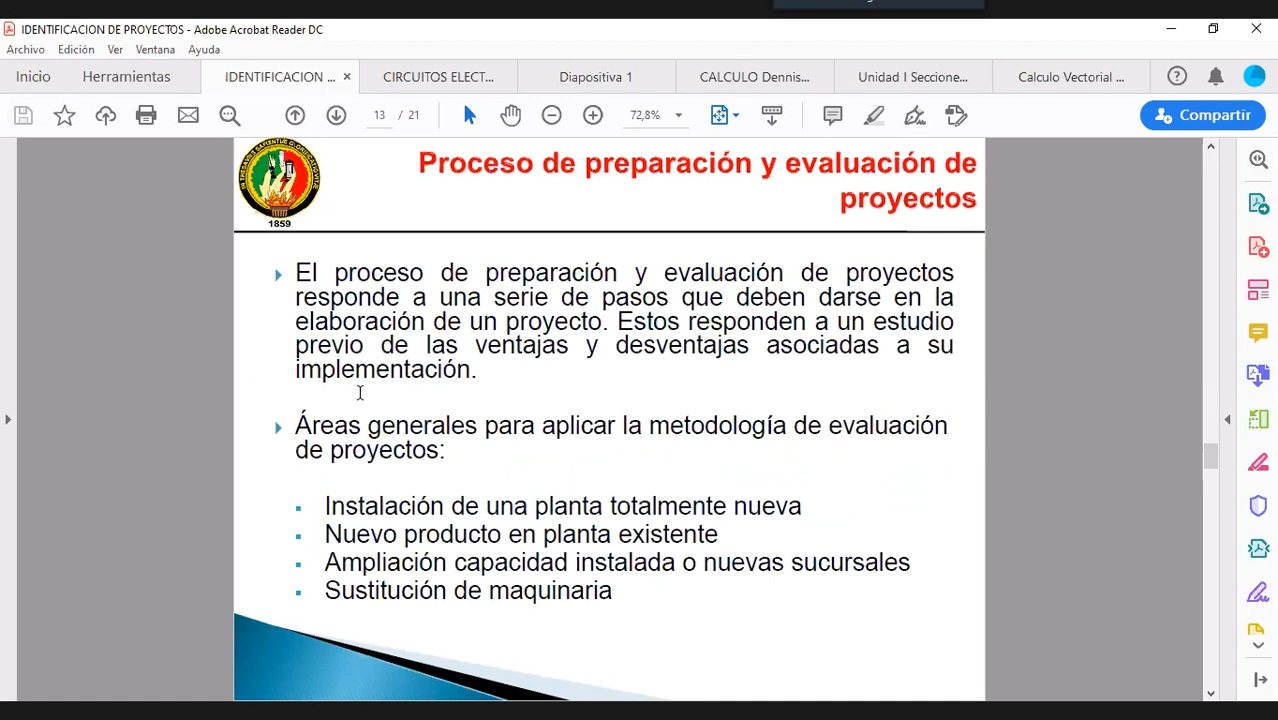 IDENTIFICACION DE PROYECTOS - Adobe Acrobat Reader DC
Archivo Edición Ver Ventana Ayuda
Inicio Herramientas IDENTIFICACION ... × CIRCUITOS ELECT... Diapositiva 1 CALCULO Dennis... Unidad I Seccione... Calculo Vectorial ...
13 / 21 72,8% Compartir
Proceso de preparación y evaluación de
proyectos
1859
El proceso de preparación y evaluación de proyectos
responde a una serie de pasos que deben darse en la
elaboración de un proyecto. Estos responden a un estudio
previo de las ventajas y desventajas asociadas a su
implementación.
Áreas generales para aplicar la metodología de evaluación
de proyectos:
Instalación de una planta totalmente nueva
Nuevo producto en planta existente
Ampliación capacidad instalada o nuevas sucursales
Sustitución de maquinaria